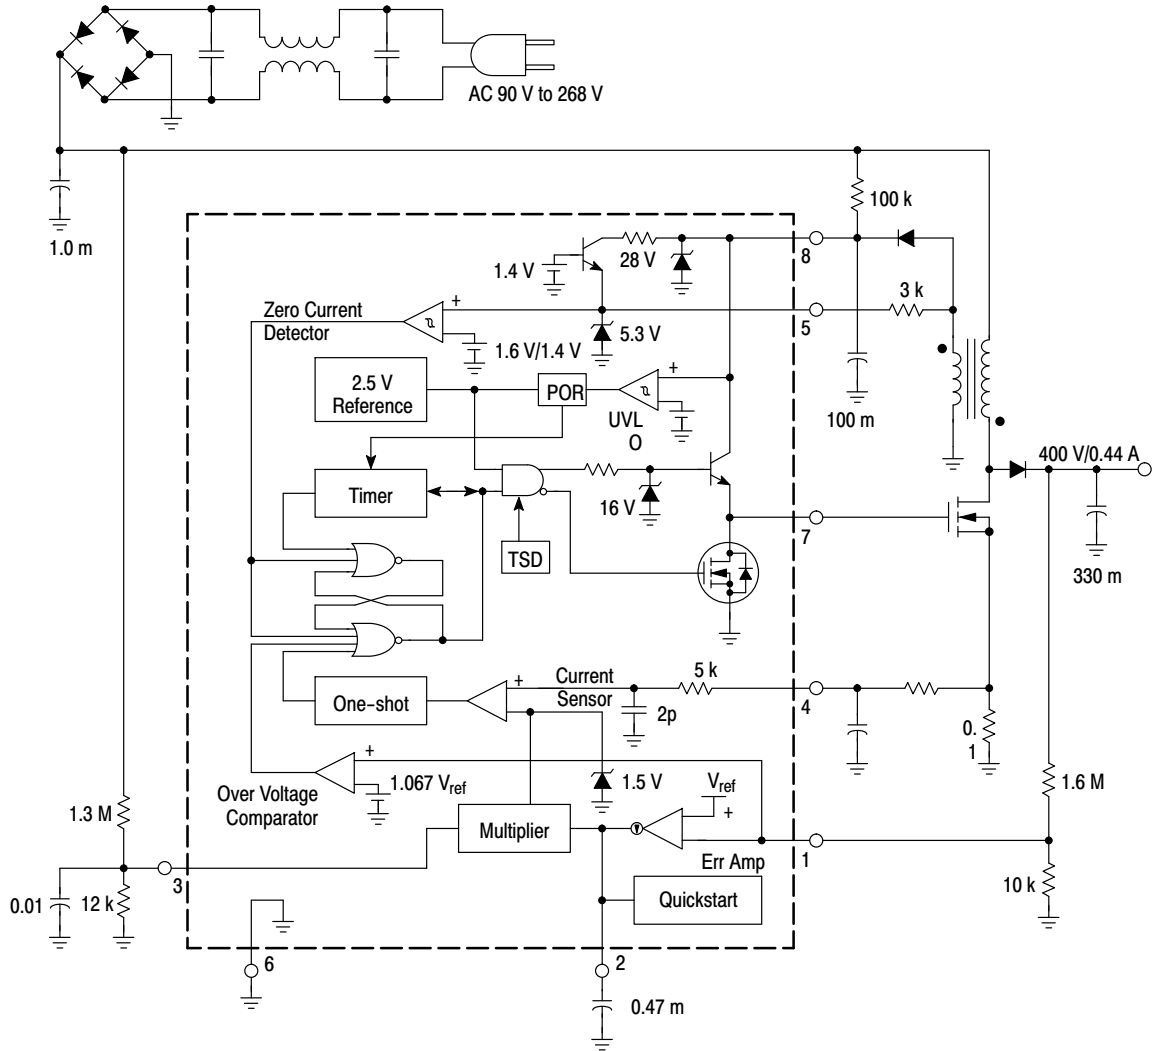 AC 90 V to 268 V
1.0 m
100 k
8
1.4 V
28 V
3 k
5
Zero Current
Detector
+
5.3 V
1.6 V/1.4 V
2.5 V
Reference
POR
+
UVL
O
100 m
400 V/0.44 A
Timer
16 V
7
TSD
330 m
Current
Sensor
+
5 k
4
2p
0.
1
One-shot
+
1.067 Vref
1.5 V
Vref
+
1.6 M
Over Voltage
Comparator
1.3 M
Multiplier
Err Amp
1
3
10 k
0.01
12 k
Quickstart
6
2
0.47 m